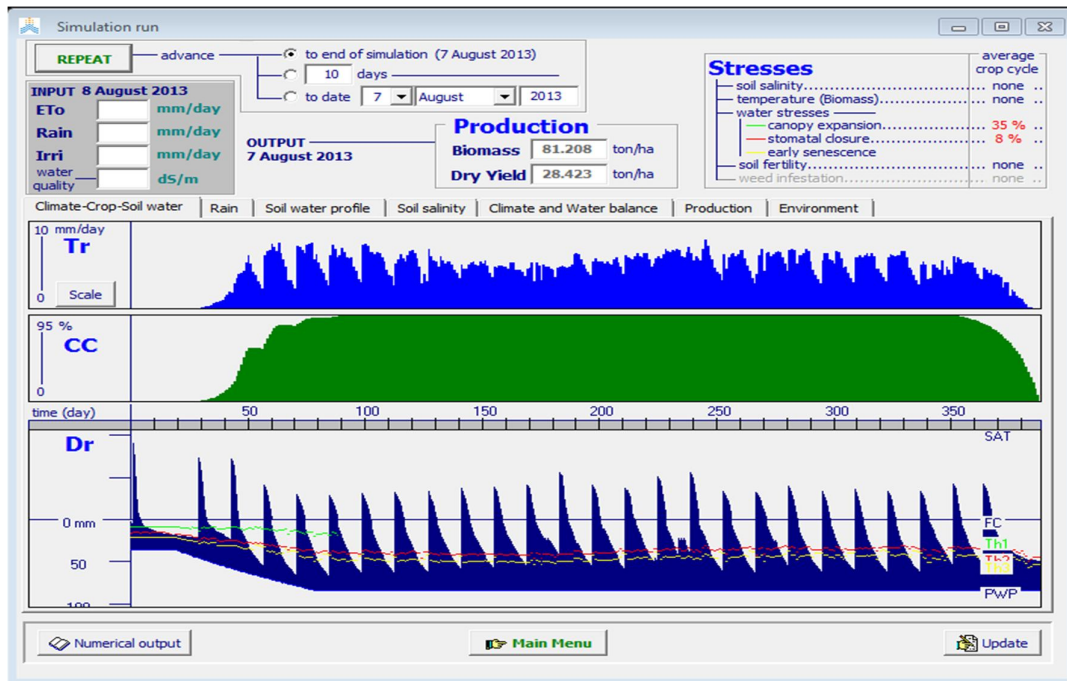 Simulation run
REPEAT
advance
to end of simulation (7 August 2013)
10 days
to date 7 August 2013
INPUT 8 August 2013
ETo mm/day
Rain mm/day
Irri mm/day
water quality dS/m
OUTPUT
7 August 2013
Production
Biomass 81.208 ton/ha
Dry Yield 28.423 ton/ha
Stresses
average
crop cycle
soil salinity none ..
temperature (Biomass) none ..
water stresses
canopy expansion 35 % ..
stomatal closure 8 % ..
early senescence
soil fertility none ..
weed infestation none ..
Climate-Crop-Soil water Rain Soil water profile Soil salinity Climate and Water balance Production Environment
10 mm/day
Tr
0
Scale
95 %
CC
0
time (day) 50 100 150 200 250 300 350
Dr
SAT
0 mm
FC
Th1
Th2
Th3
50
PWP
100
Numerical output
Main Menu
Update